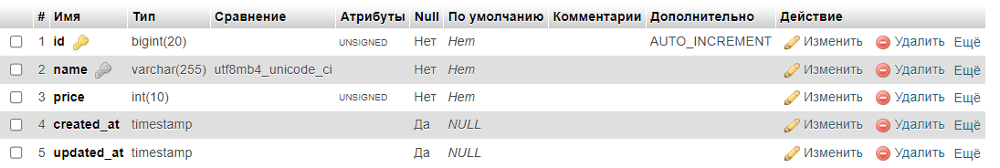 # Имя Тип Сравнение Атрибуты Null По умолчанию Комментарии Дополнительно Действие
1 id bigint(20) UNSIGNED Нет Нет AUTO_INCREMENT Изменить Удалить Ещё
2 name varchar(255) utf8mb4_unicode_ci Нет Нет Изменить Удалить Ещё
3 price int(10) UNSIGNED Нет Нет Изменить Удалить Ещё
4 created_at timestamp Да NULL Изменить Удалить Ещё
5 updated_at timestamp Да NULL Изменить Удалить Ещё